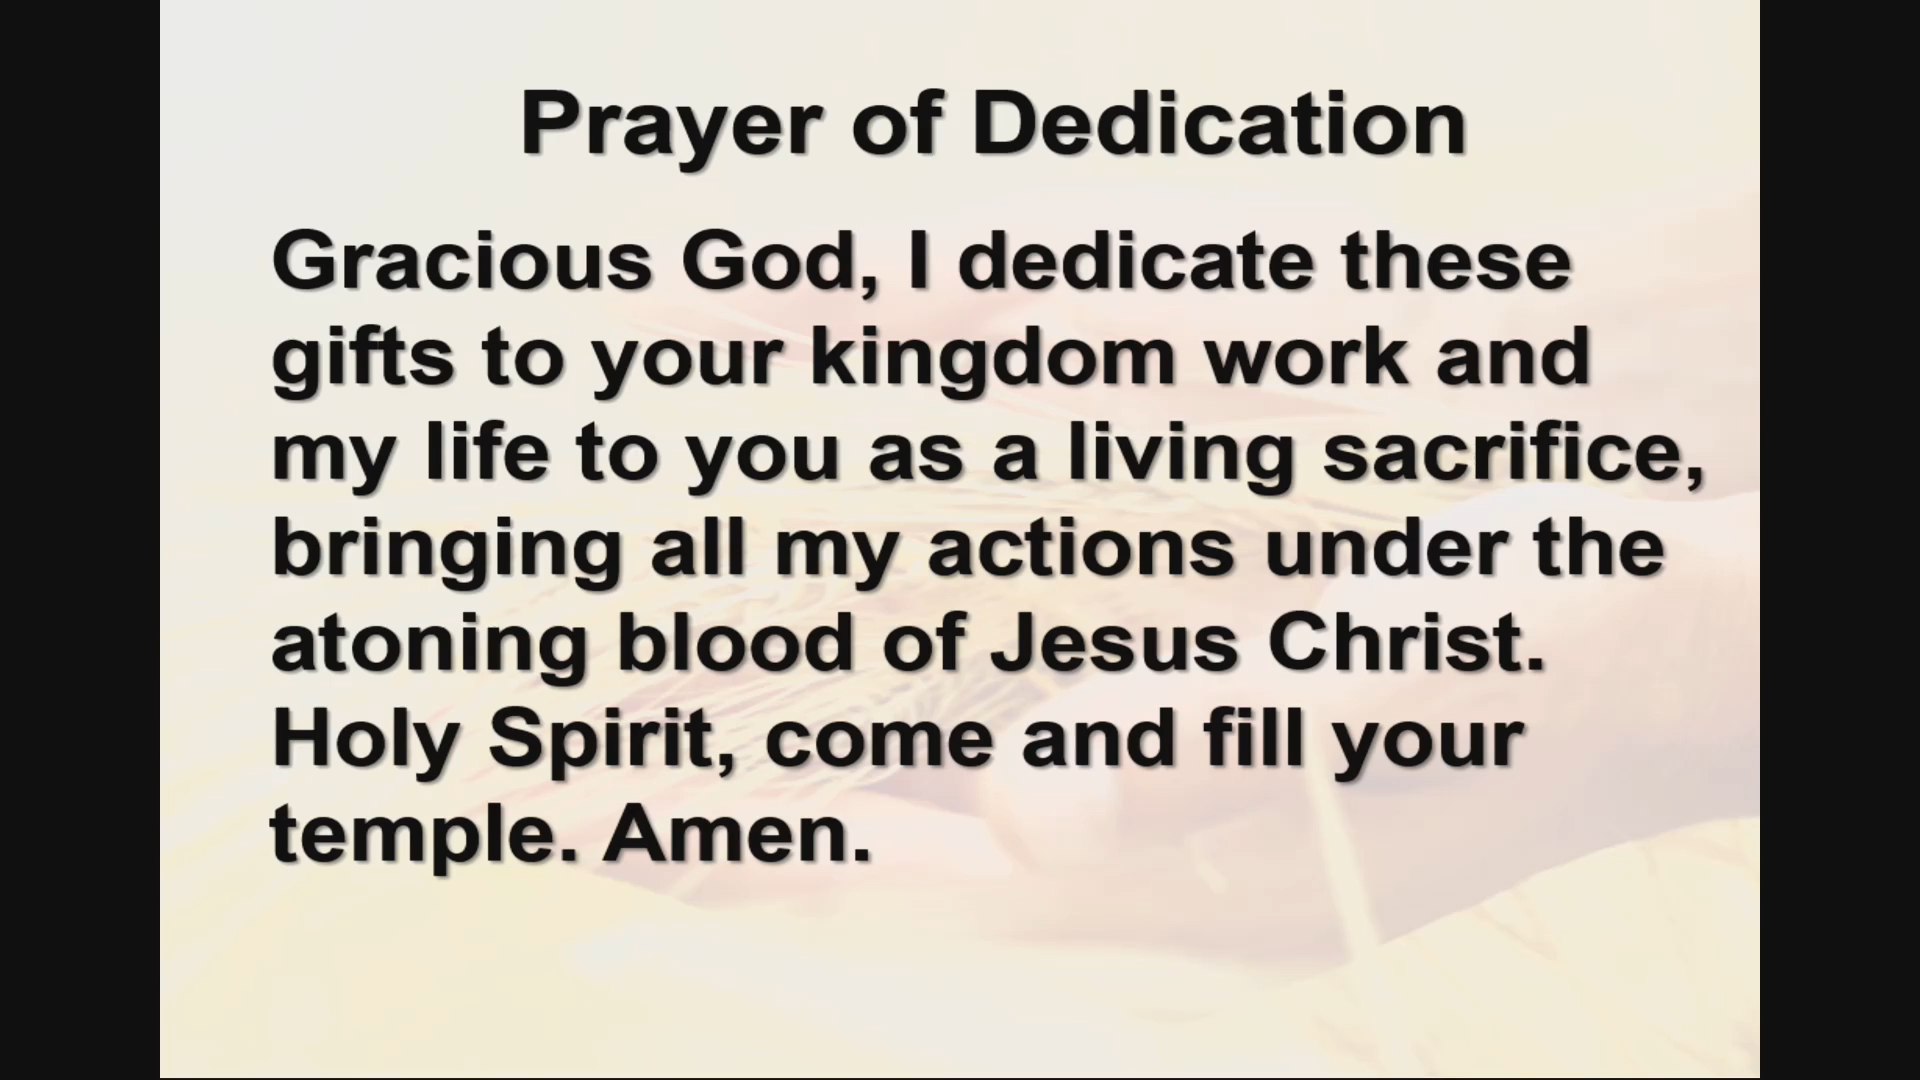 Prayer of Dedication
Gracious God, I dedicate these
gifts to your kingdom work and
my life to you as a living sacrifice,
bringing all my actions under the
atoning blood of Jesus Christ.
Holy Spirit, come and fill your
temple. Amen.